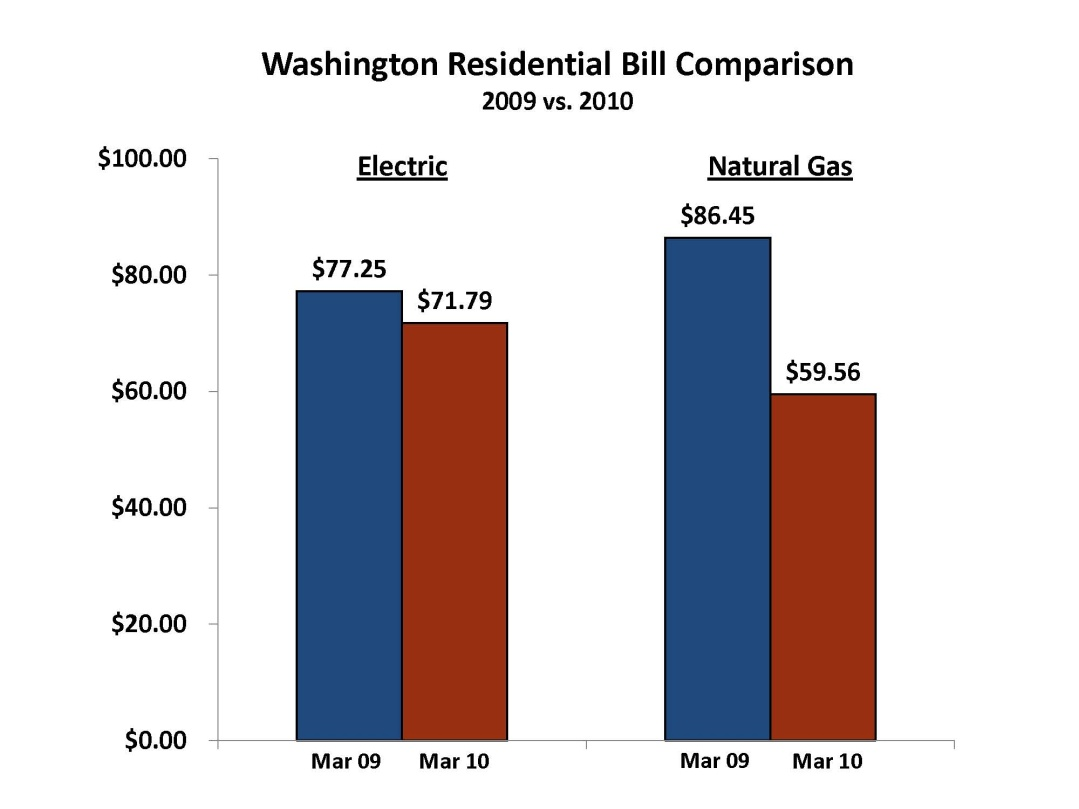 Washington Residential Bill Comparison
2009 vs. 2010
$100.00
$80.00
$60.00
$40.00
$20.00
$0.00
Electric
$77.25
$71.79
Mar 09
Mar 10
Natural Gas
$86.45
$59.56
Mar 09
Mar 10